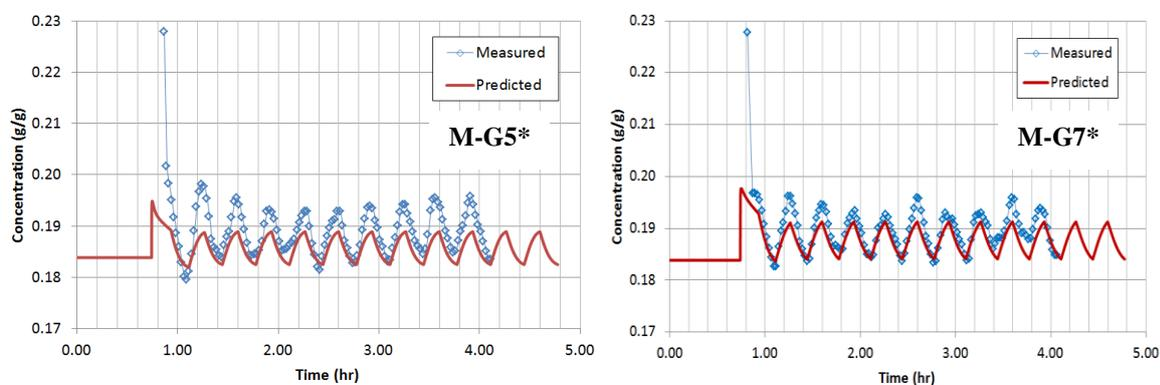 0.23
0.22
0.21
0.20
0.19
0.18
0.17
Concentration (g/g)
0.00 1.00 2.00 3.00 4.00 5.00
Time (hr)
Measured
Predicted
M-G5*
0.23
0.22
0.21
0.20
0.19
0.18
0.17
Concentration (g/g)
0.00 1.00 2.00 3.00 4.00 5.00
Time (hr)
Measured
Predicted
M-G7*